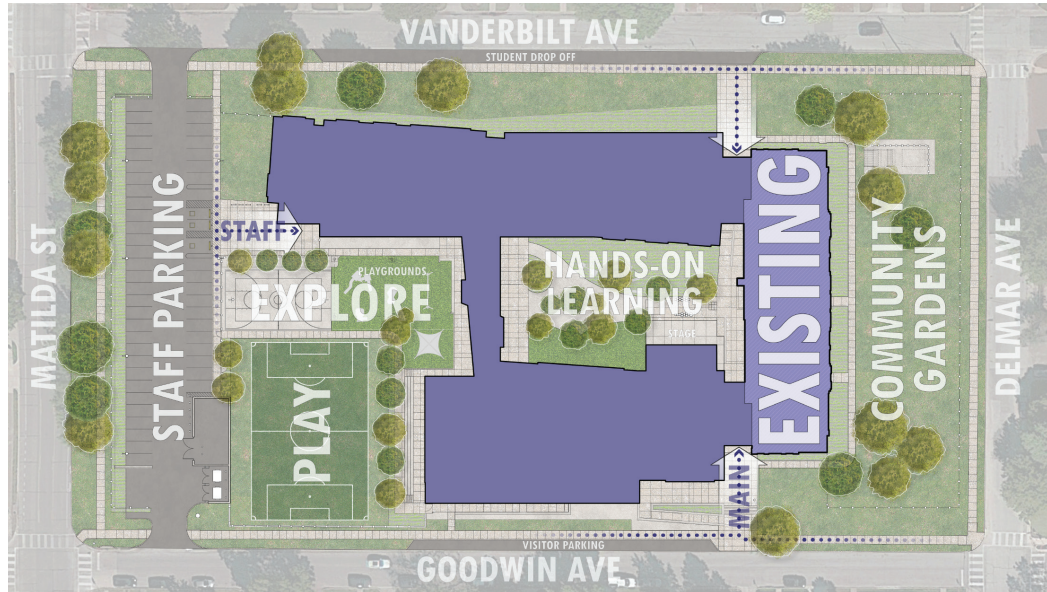 VANDERBILT AVE
STUDENT DROP OFF
MATILDA ST
STAFF PARKING
STAFF
PLAYGROUNDS
EXPLORE
PLAY
HANDS-ON
LEARNING
STAGE
EXISTING
MAIN
COMMUNITY
GARDENS
DELMAR AVE
VISITOR PARKING
GOODWIN AVE